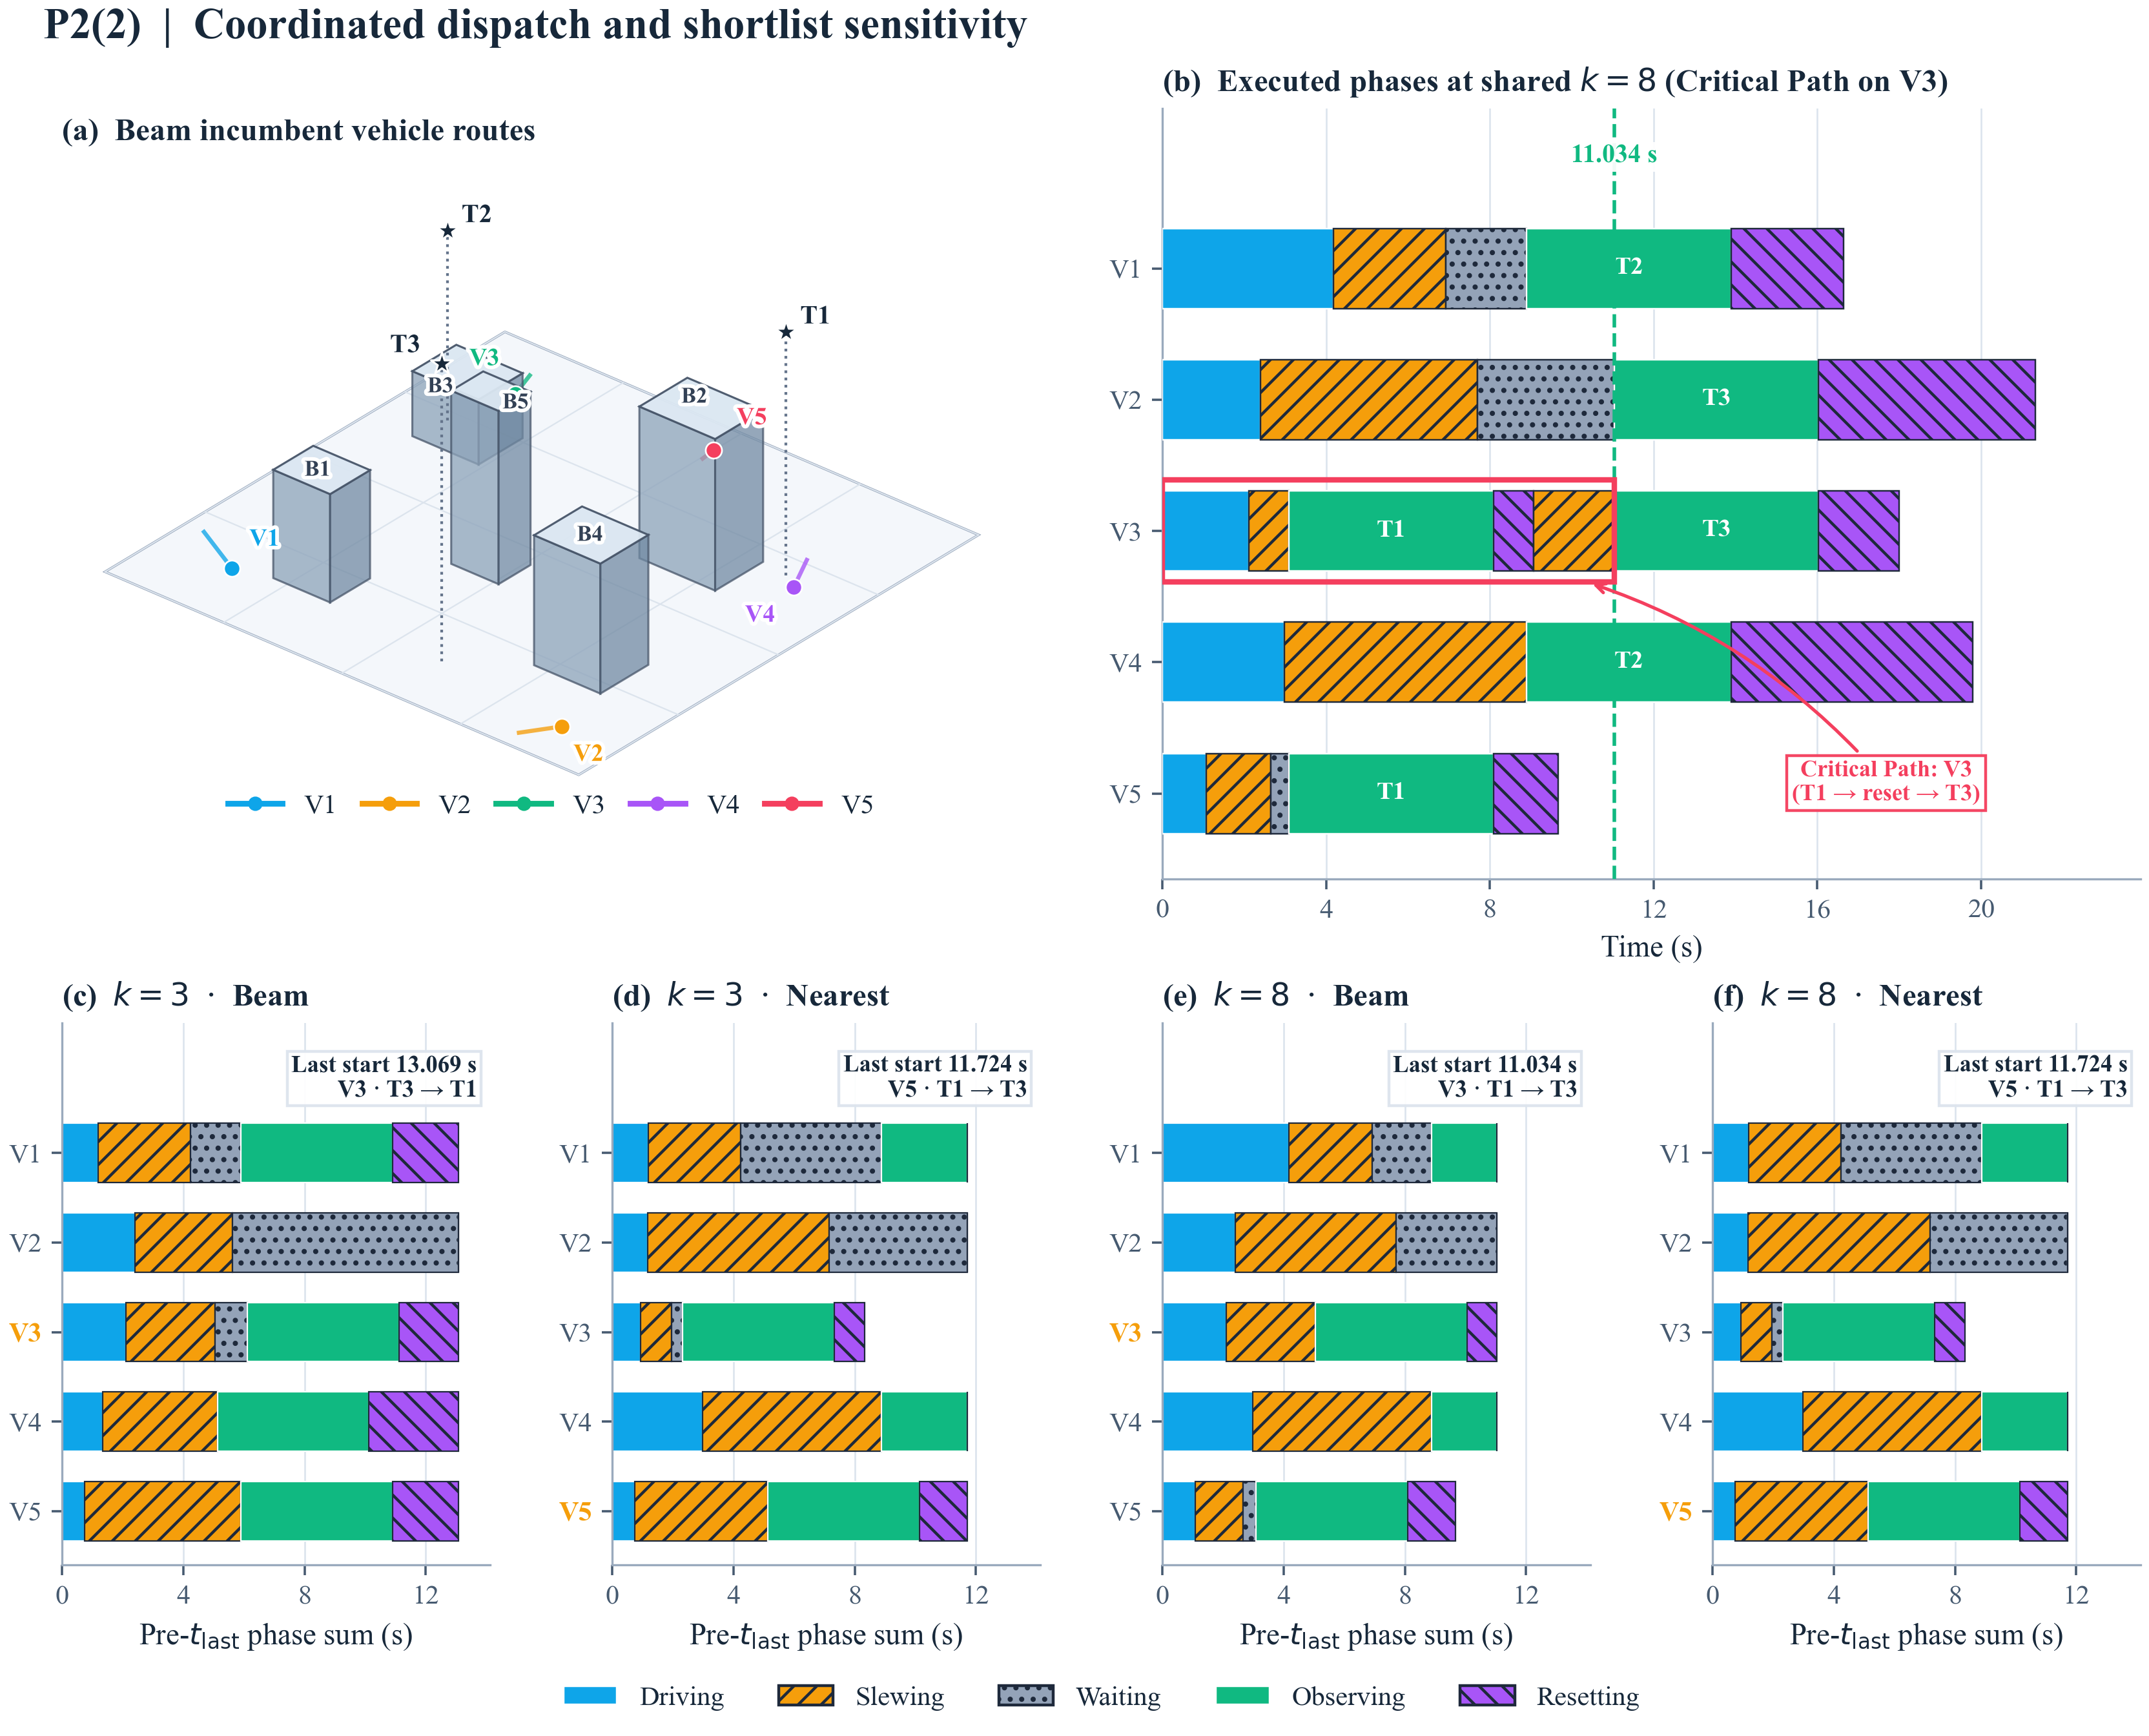 P2(2) | Coordinated dispatch and shortlist sensitivity
(a) Beam incumbent vehicle routes
T2
T1
T3
V3
B3
B5
B2
V5
B1
V1
B4
V4
V2
V1 V2 V3 V4 V5
(b) Executed phases at shared k = 8 (Critical Path on V3)
11.034 s
V1
T2
V2
T3
V3
T1
T3
V4
T2
V5
T1
Critical Path: V3
(T1 → reset → T3)
0 4 8 12 16 20
Time (s)
(c) k = 3 · Beam
Last start 13.069 s
V3 · T3 → T1
V1
V2
V3
V4
V5
0 4 8 12
Pre-t_last phase sum (s)
(d) k = 3 · Nearest
Last start 11.724 s
V5 · T1 → T3
V1
V2
V3
V4
V5
0 4 8 12
Pre-t_last phase sum (s)
(e) k = 8 · Beam
Last start 11.034 s
V3 · T1 → T3
V1
V2
V3
V4
V5
0 4 8 12
Pre-t_last phase sum (s)
(f) k = 8 · Nearest
Last start 11.724 s
V5 · T1 → T3
V1
V2
V3
V4
V5
0 4 8 12
Pre-t_last phase sum (s)
Driving Slewing Waiting Observing Resetting